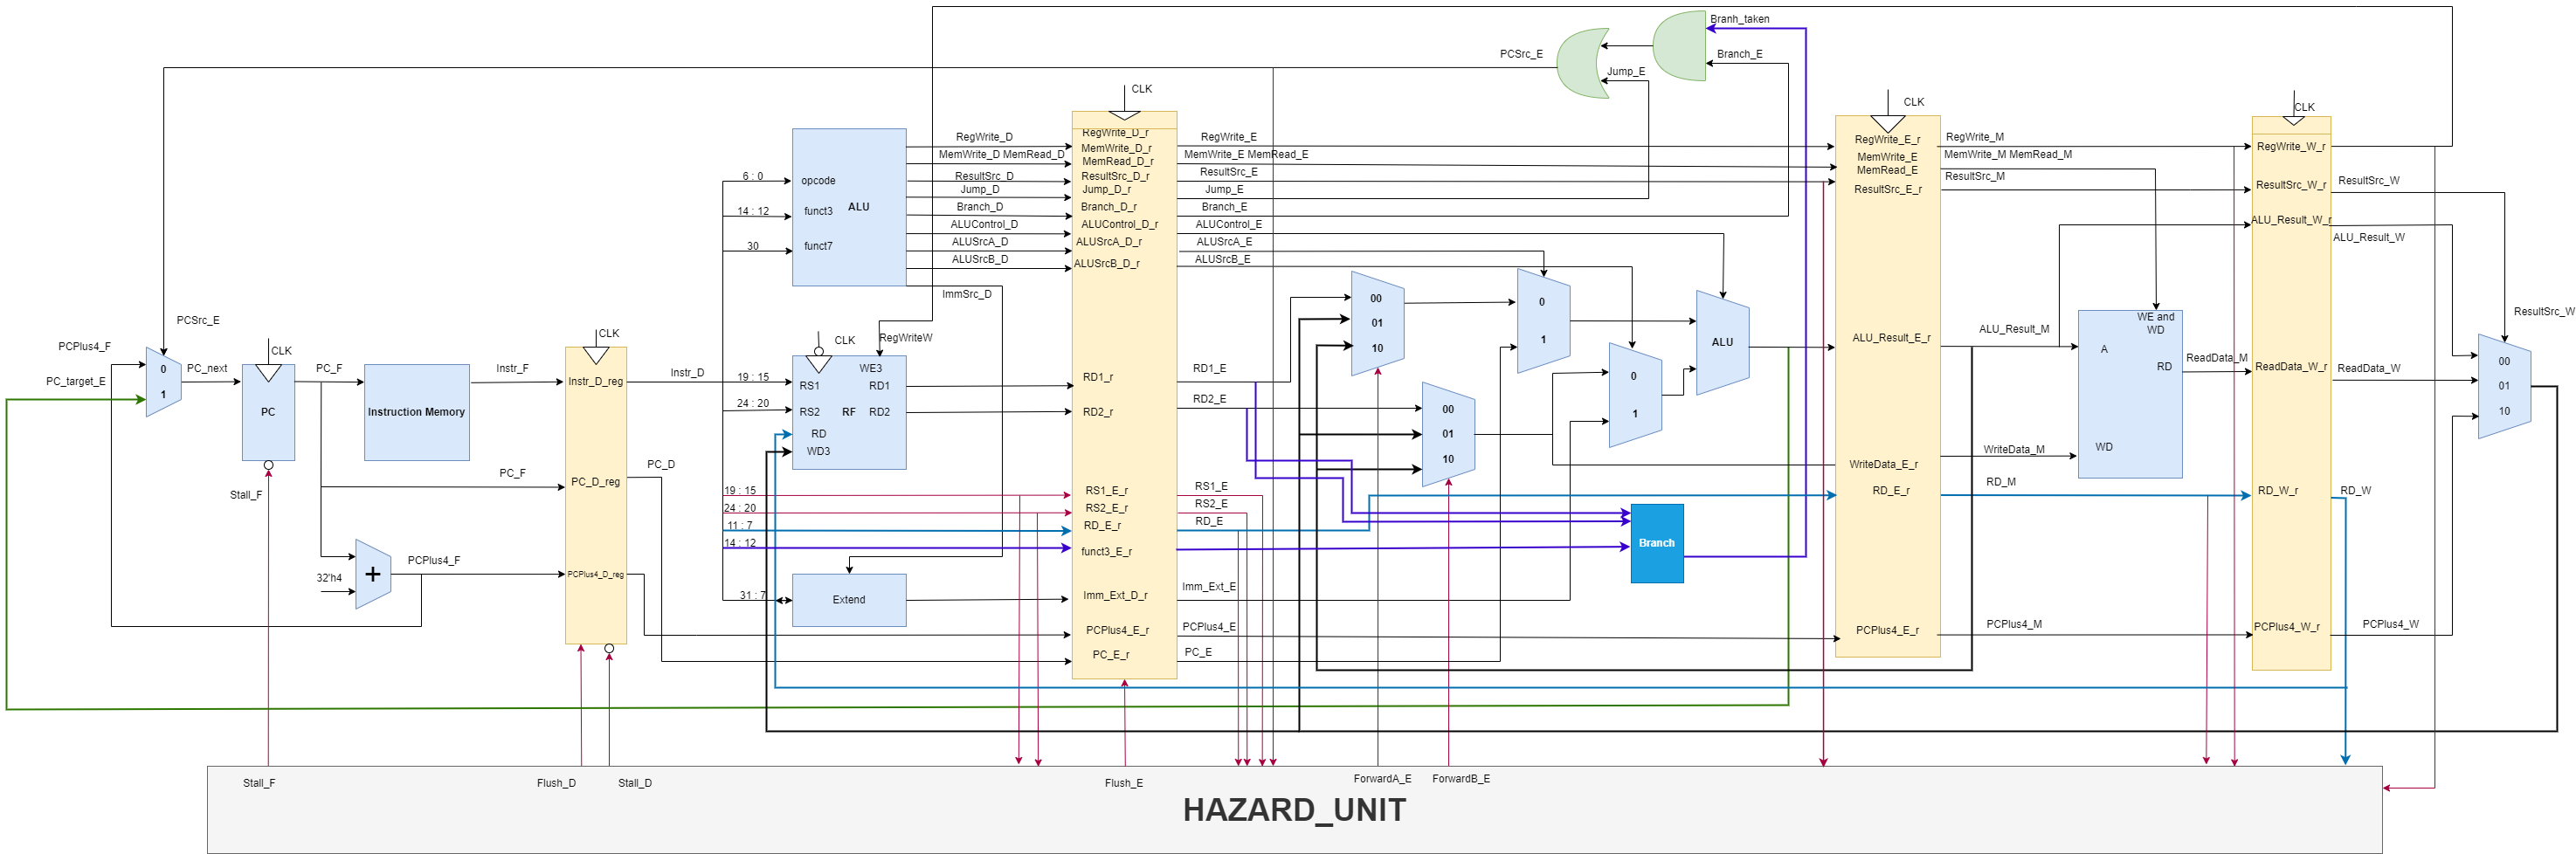 Branh_taken
PCSrc_E
Branch_E
Jump_E
CLK
CLK
CLK
RegWrite_D
RegWrite_D_r
RegWrite_E
RegWrite_E_r
RegWrite_M
RegWrite_W_r
MemWrite_D MemRead_D
MemWrite_D_r
MemRead_D_r
MemWrite_E MemRead_E
MemWrite_E
MemRead_E
MemWrite_M MemRead_M
6 : 0
opcode
ResultSrc_D
ResultSrc_D_r
ResultSrc_E
ResultSrc_E_r
ResultSrc_M
ResultSrc_W_r
ResultSrc_W
Jump_D
Jump_D_r
Jump_E
14 : 12
funct3
ALU
Branch_D
Branch_D_r
Branch_E
ALUControl_D
ALUControl_D_r
ALUControl_E
ALU_Result_W_r
ALU_Result_W
30
funct7
ALUSrcA_D
ALUSrcA_D_r
ALUSrcA_E
ALUSrcB_D
ALUSrcB_D_r
ALUSrcB_E
ImmSrc_D
00
01
10
0
1
ALU
0
1
PCSrc_E
PCPlus4_F
PC_target_E
0
1
PC_next
CLK
PC
PC_F
Instruction Memory
Instr_F
CLK
Instr_D_reg
Instr_D
CLK
RegWriteW
WE3
19 : 15
RS1
RD1
24 : 20
RS2
RF
RD2
RD
WD3
RD1_r
RD1_E
RD2_r
RD2_E
00
01
10
ALU_Result_E_r
ALU_Result_M
WE and
WD
A
RD
WD
ReadData_M
ReadData_W_r
ReadData_W
ResultSrc_W
00
01
10
WriteData_E_r
WriteData_M
Stall_F
PC_F
PC_D_reg
PC_D
19 : 15
RS1_E_r
RS1_E
24 : 20
RS2_E_r
RS2_E
11 : 7
RD_E_r
RD_E
14 : 12
funct3_E_r
Branch
RD_E_r
RD_M
RD_W_r
RD_W
32'h4
+
PCPlus4_F
PCPlus4_D_reg
31 : 7
Extend
Imm_Ext_D_r
Imm_Ext_E
PCPlus4_E_r
PCPlus4_E
PCPlus4_E_r
PCPlus4_M
PCPlus4_W_r
PCPlus4_W
PC_E_r
PC_E
Stall_F
Flush_D
Stall_D
Flush_E
ForwardA_E
ForwardB_E
HAZARD_UNIT